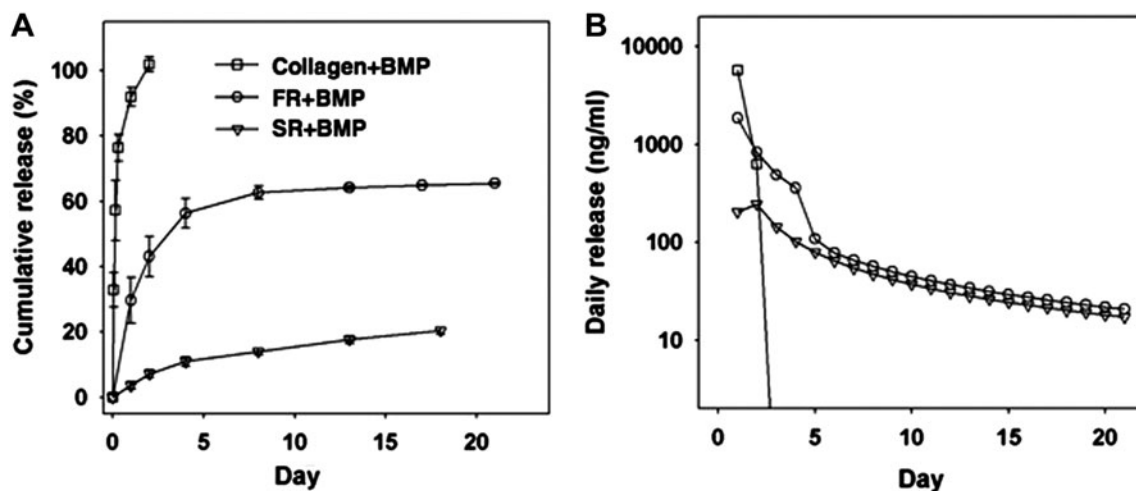 A
Cumulative release (%)
100
80
60
40
20
0
Collagen+BMP
FR+BMP
SR+BMP
0 5 10 15 20
Day
B
Daily release (ng/ml)
10000
1000
100
10
0 5 10 15 20
Day